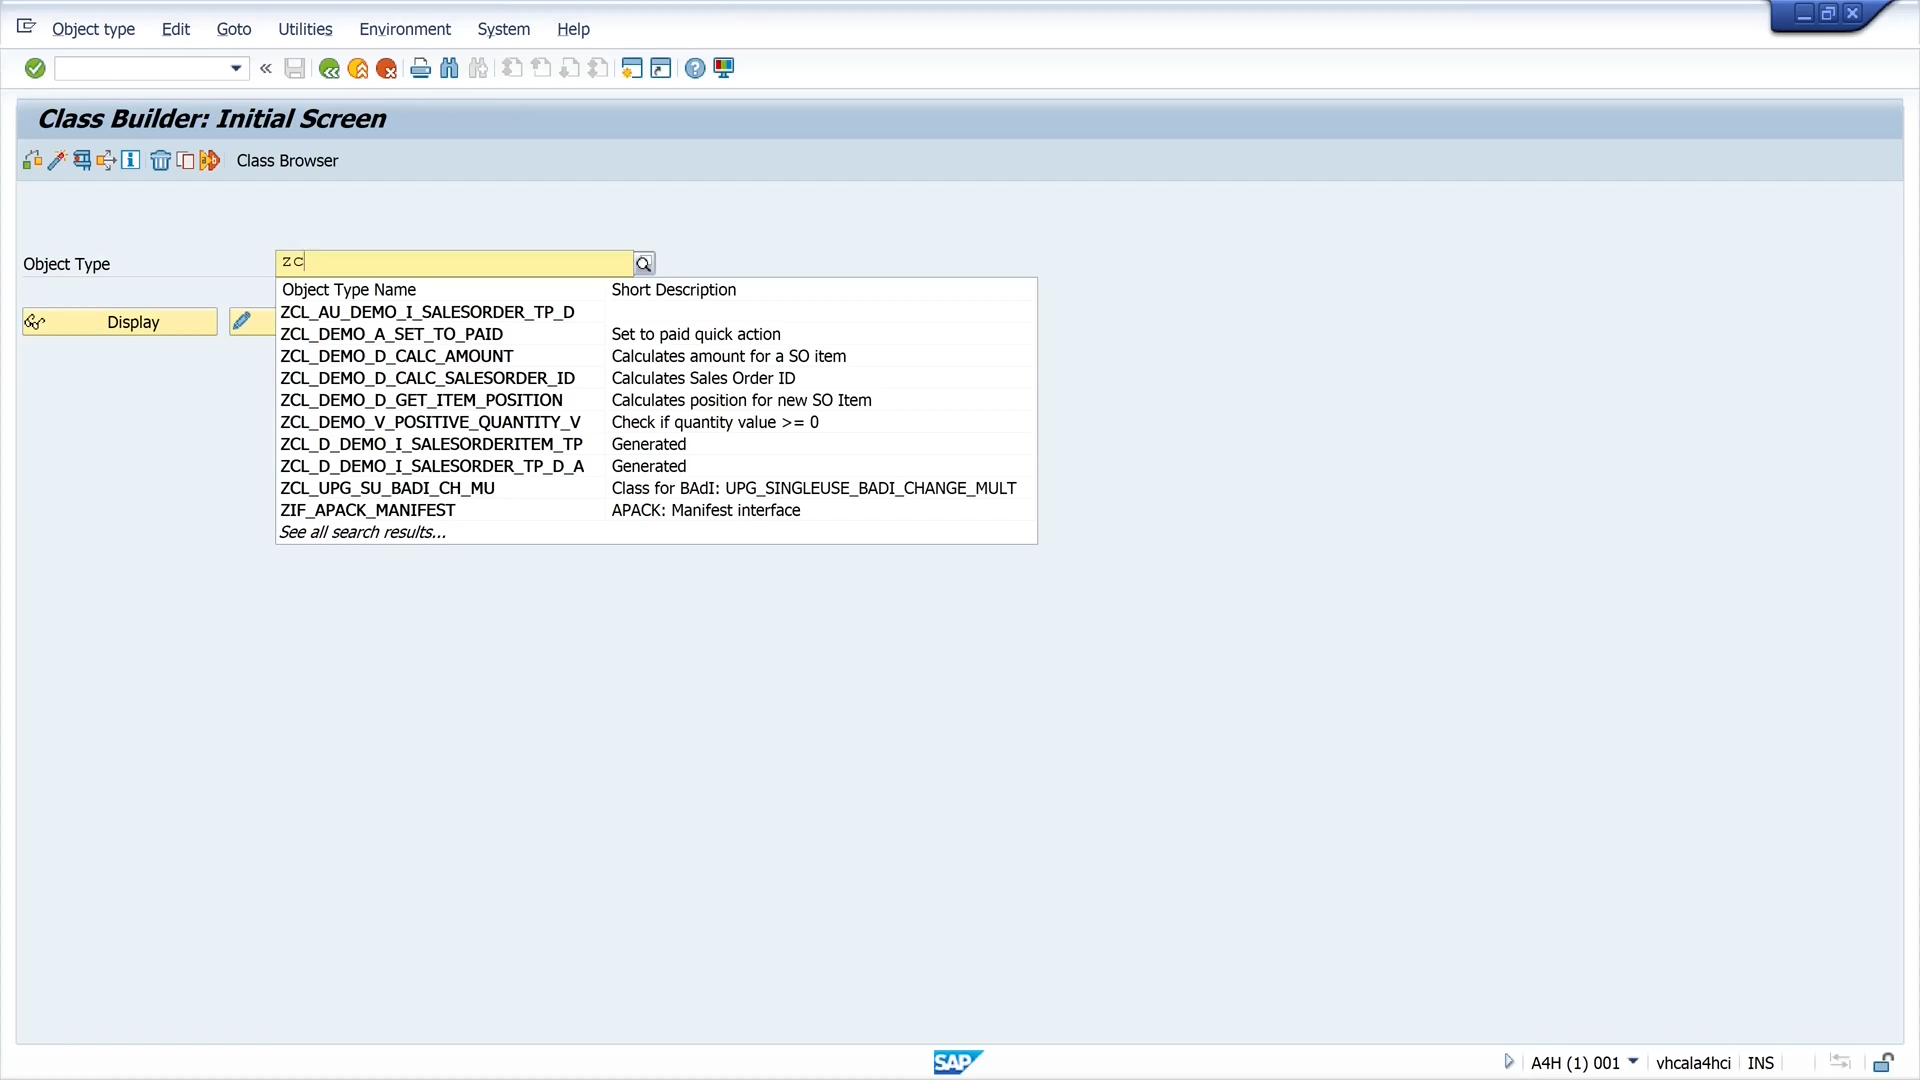 Object type Edit Goto Utilities Environment System Help
Class Builder: Initial Screen
Class Browser
Object Type zc
Object Type Name Short Description
ZCL_AU_DEMO_I_SALESORDER_TP_D
ZCL_DEMO_A_SET_TO_PAID Set to paid quick action
ZCL_DEMO_D_CALC_AMOUNT Calculates amount for a SO item
ZCL_DEMO_D_CALC_SALESORDER_ID Calculates Sales Order ID
ZCL_DEMO_D_GET_ITEM_POSITION Calculates position for new SO Item
ZCL_DEMO_V_POSITIVE_QUANTITY_V Check if quantity value >= 0
ZCL_D_DEMO_I_SALESORDERITEM_TP Generated
ZCL_D_DEMO_I_SALESORDER_TP_D_A Generated
ZCL_UPG_SU_BADI_CH_MU Class for BAdI: UPG_SINGLEUSE_BADI_CHANGE_MULT
ZIF_APACK_MANIFEST APACK: Manifest interface
See all search results...
Display
SAP A4H (1) 001 vhcala4hci INS